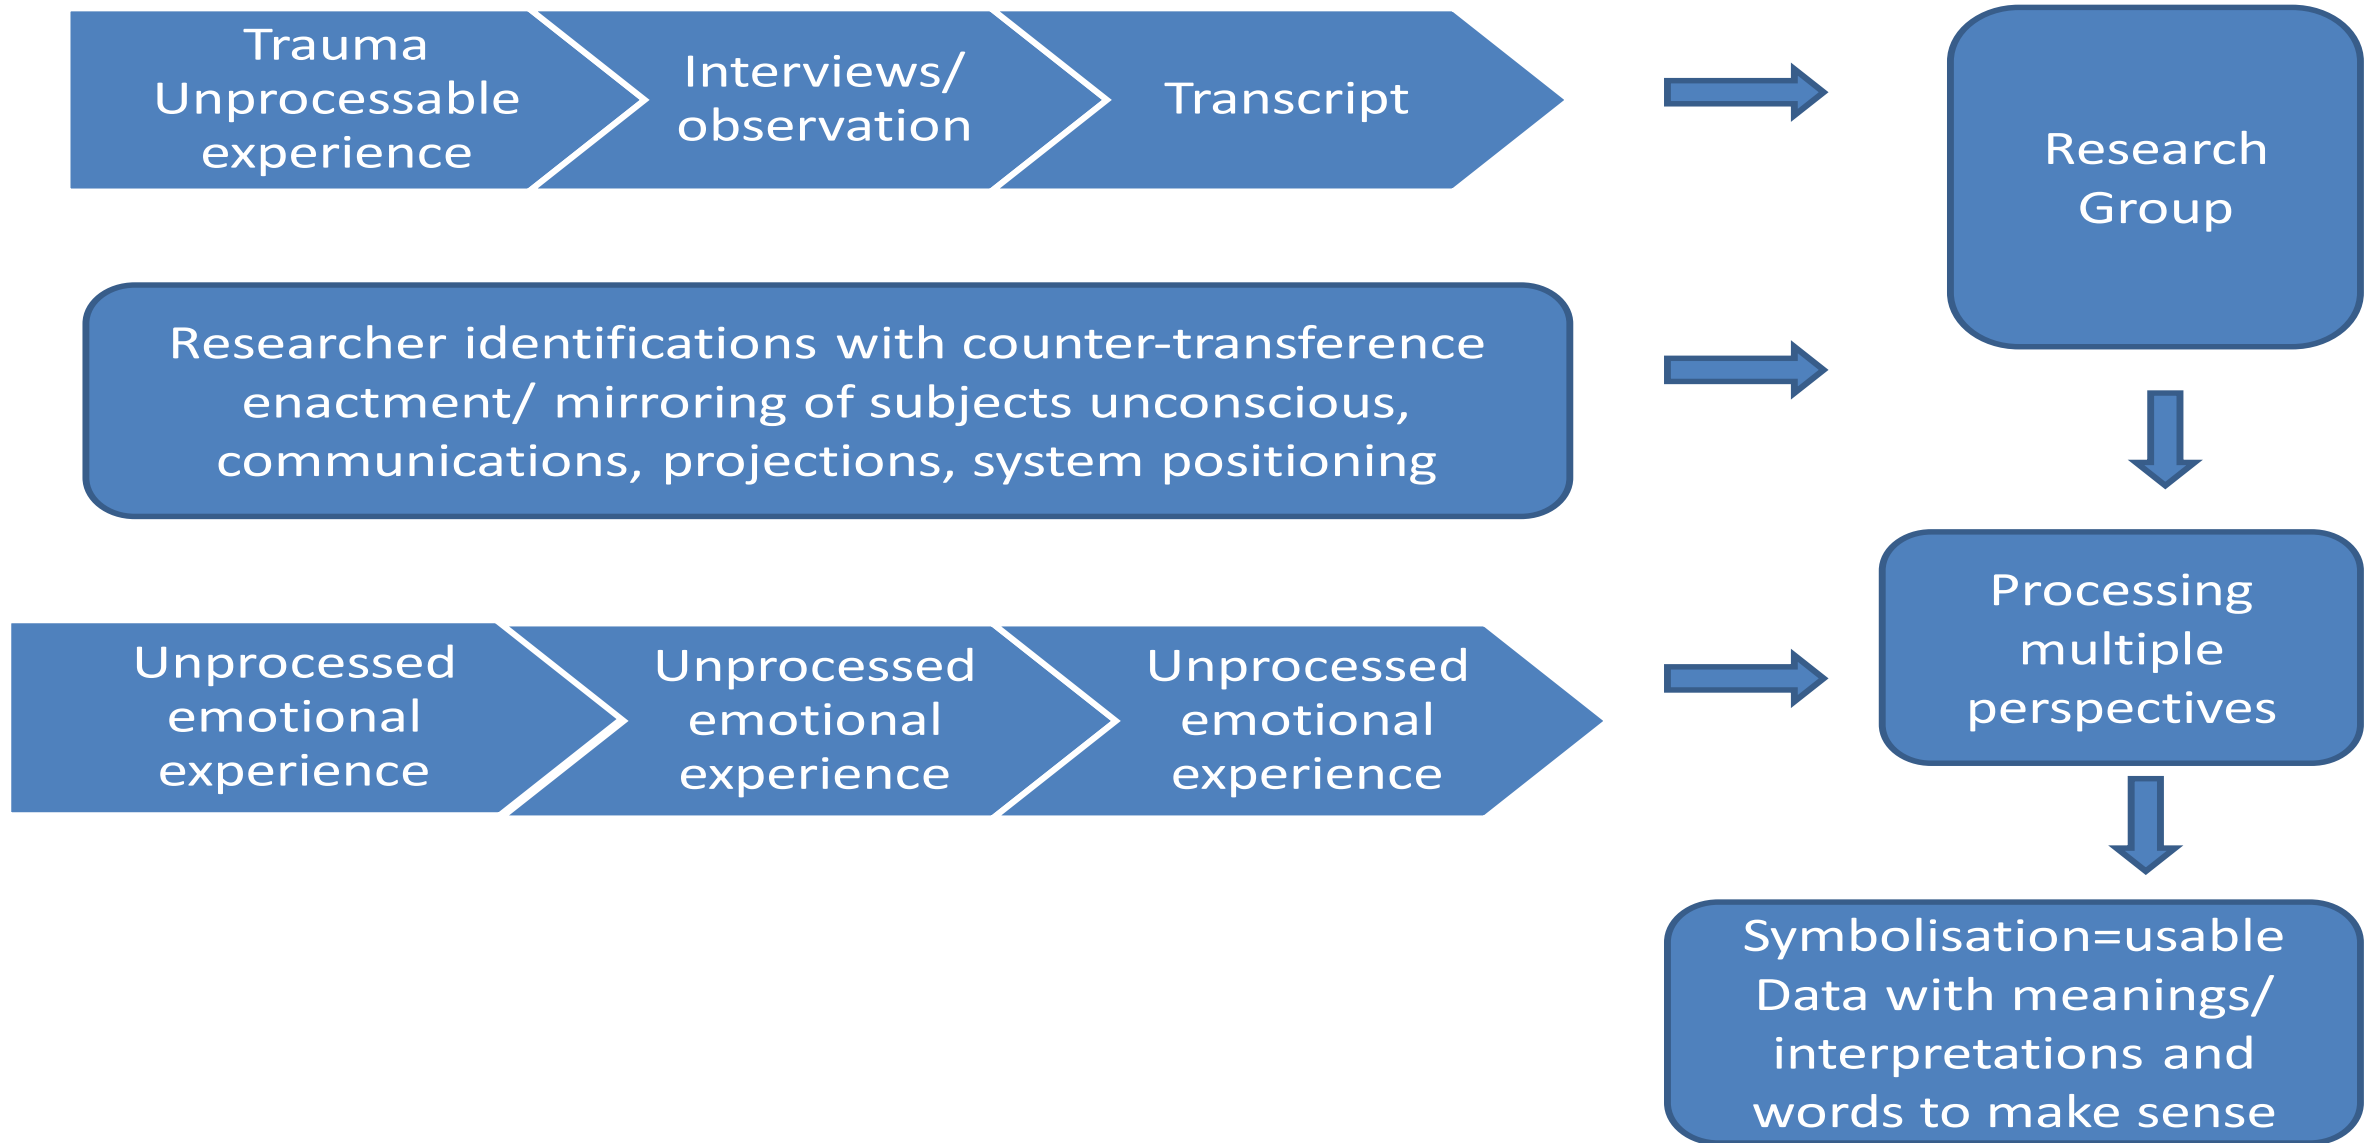 Trauma
Unprocessable
experience
Interviews/
observation
Transcript
Research
Group
Researcher identifications with counter-transference
enactment/ mirroring of subjects unconscious,
communications, projections, system positioning
Unprocessed
emotional
experience
Unprocessed
emotional
experience
Unprocessed
emotional
experience
Processing
multiple
perspectives
Symbolisation=usable
Data with meanings/
interpretations and
words to make sense